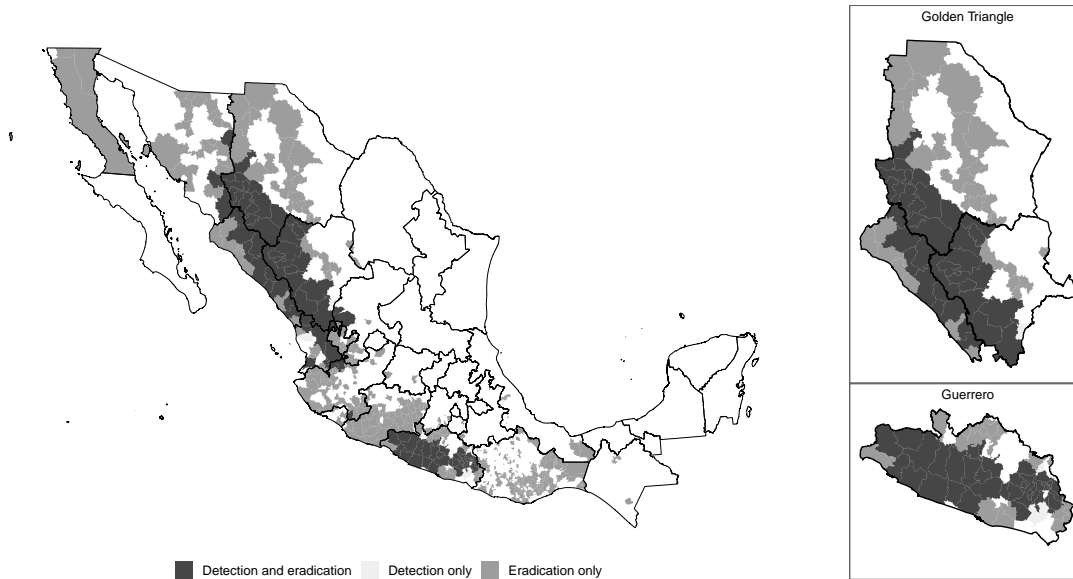 Golden Triangle
Guerrero
Detection and eradication Detection only Eradication only